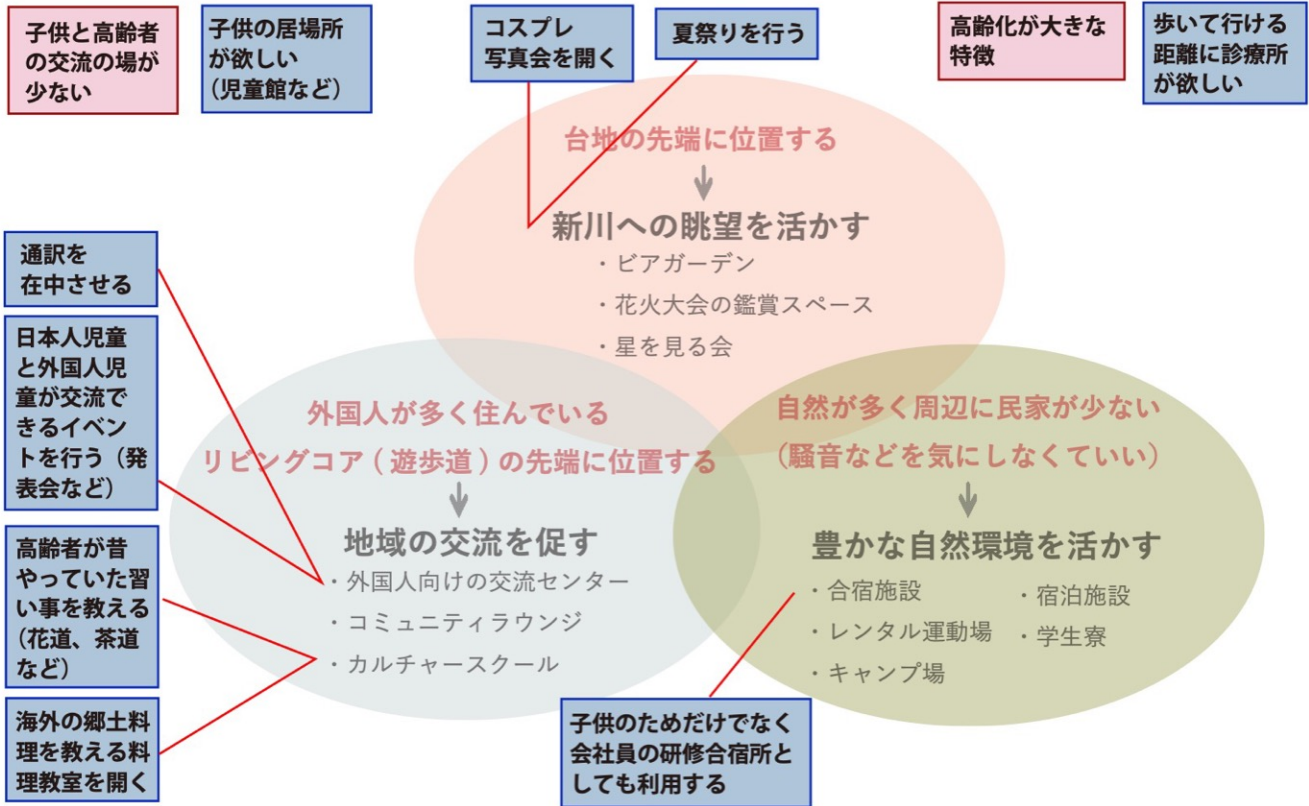 子供と高齢者
の交流の場が
少ない
子供の居場所
が欲しい
（児童館など）
コスプレ
写真会を開く
夏祭りを行う
高齢化が大きな
特徴
歩いて行ける
距離に診療所
が欲しい
台地の先端に位置する
新川への眺望を活かす
・ビアガーデン
・花火大会の鑑賞スペース
・星を見る会
通訳を
在中させる
日本人児童
と外国人児
童が交流で
きるイベン
トを行う（発
表会など）
高齢者が昔
やっていた習
い事を教える
（花道、茶道
など）
海外の郷土料
理を教える料
理教室を開く
外国人が多く住んでいる
リビングコア ( 遊歩道 ) の先端に位置する
地域の交流を促す
・外国人向けの交流センター
・コミュニティラウンジ
・カルチャースクール
自然が多く周辺に民家が少ない
（騒音などを気にしなくていい）
豊かな自然環境を活かす
・合宿施設
・レンタル運動場
・キャンプ場
・宿泊施設
・学生寮
子供のためだけでなく
会社員の研修合宿所と
しても利用する